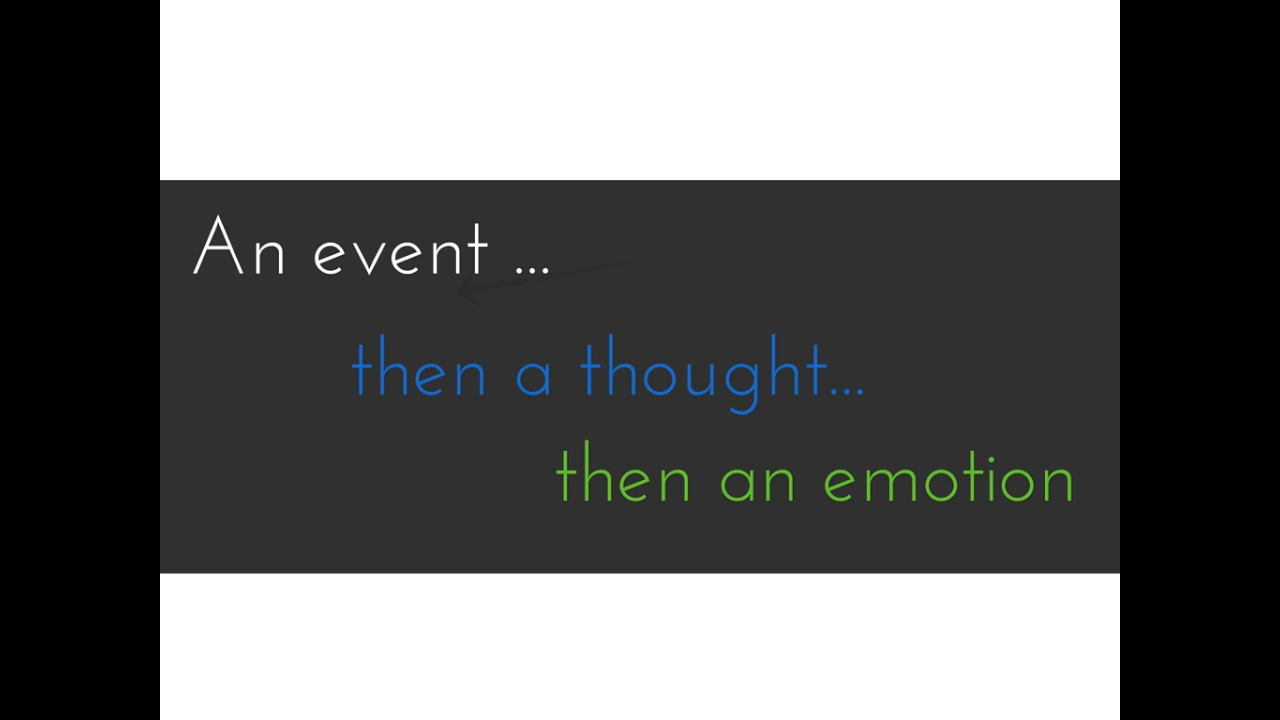 An event ...
then a thought...
then an emotion